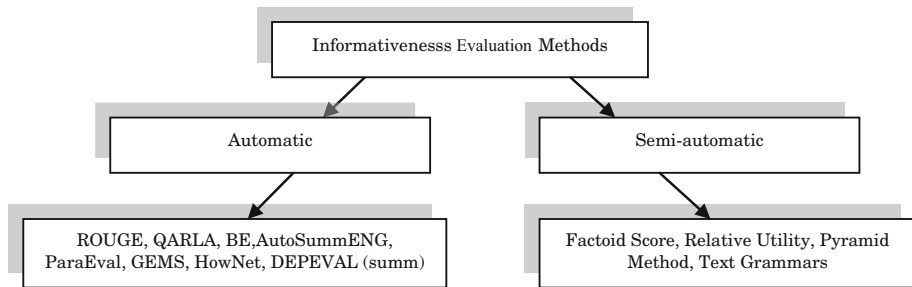 Informativenesss Evaluation Methods
Automatic
Semi-automatic
ROUGE, QARLA, BE,AutoSummENG,
ParaEval, GEMS, HowNet, DEPEVAL (summ)
Factoid Score, Relative Utility, Pyramid
Method, Text Grammars